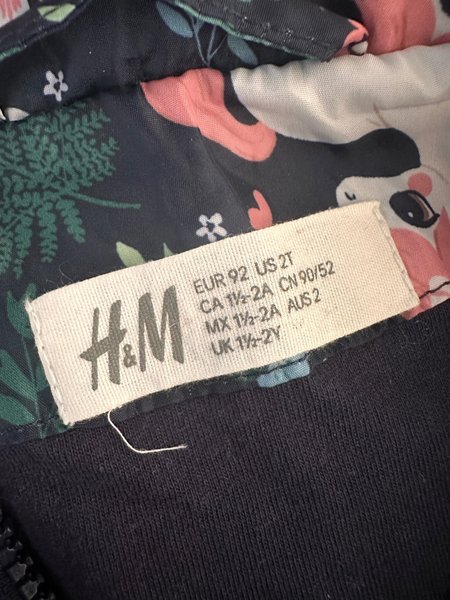 H&M
EUR 92 US 2T
CA 1½-2A CN 90/52
MX 1½-2A AUS 2
UK 1½-2Y